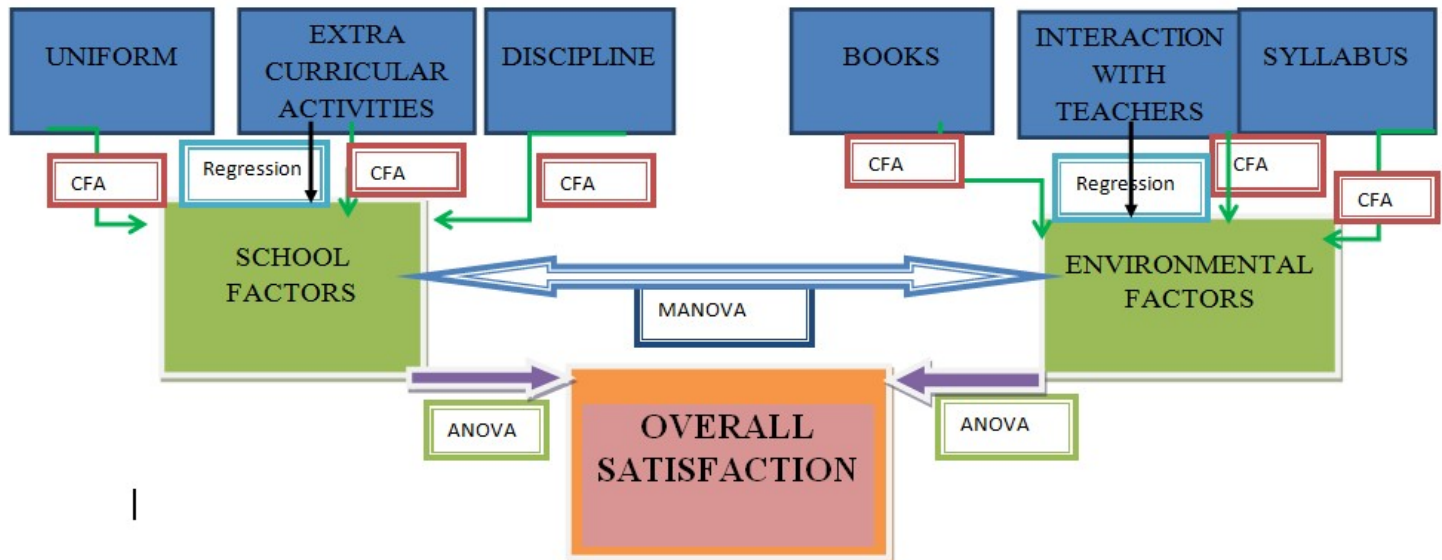 UNIFORM
EXTRA
CURRICULAR
ACTIVITIES
DISCIPLINE
BOOKS
INTERACTION
WITH
TEACHERS
SYLLABUS
CFA
Regression
CFA
CFA
CFA
Regression
CFA
CFA
SCHOOL
FACTORS
ENVIRONMENTAL
FACTORS
MANOVA
ANOVA
ANOVA
OVERALL
SATISFACTION